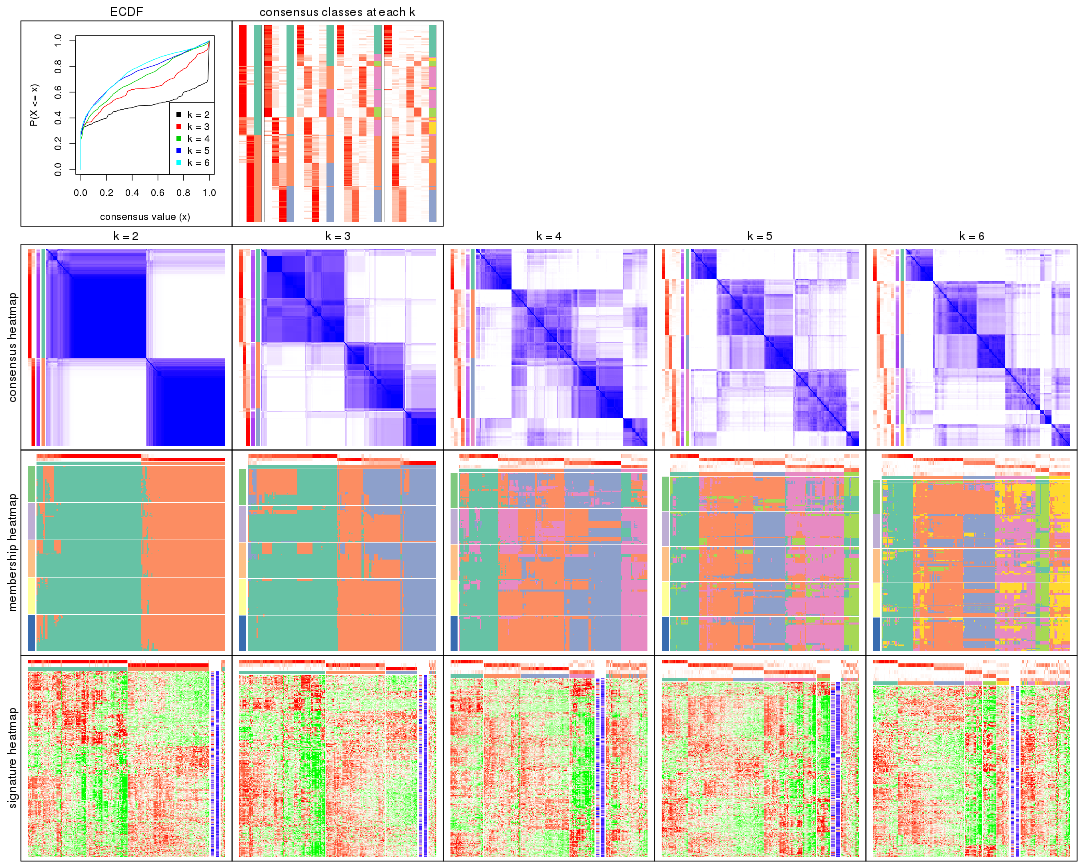 ECDF
consensus classes at each k
P(X <= x)
0.0 0.2 0.4 0.6 0.8 1.0
k = 2
k = 3
k = 4
k = 5
k = 6
0.0 0.2 0.4 0.6 0.8 1.0
consensus value (x)
k = 2
k = 3
k = 4
k = 5
k = 6
consensus heatmap
membership heatmap
signature heatmap